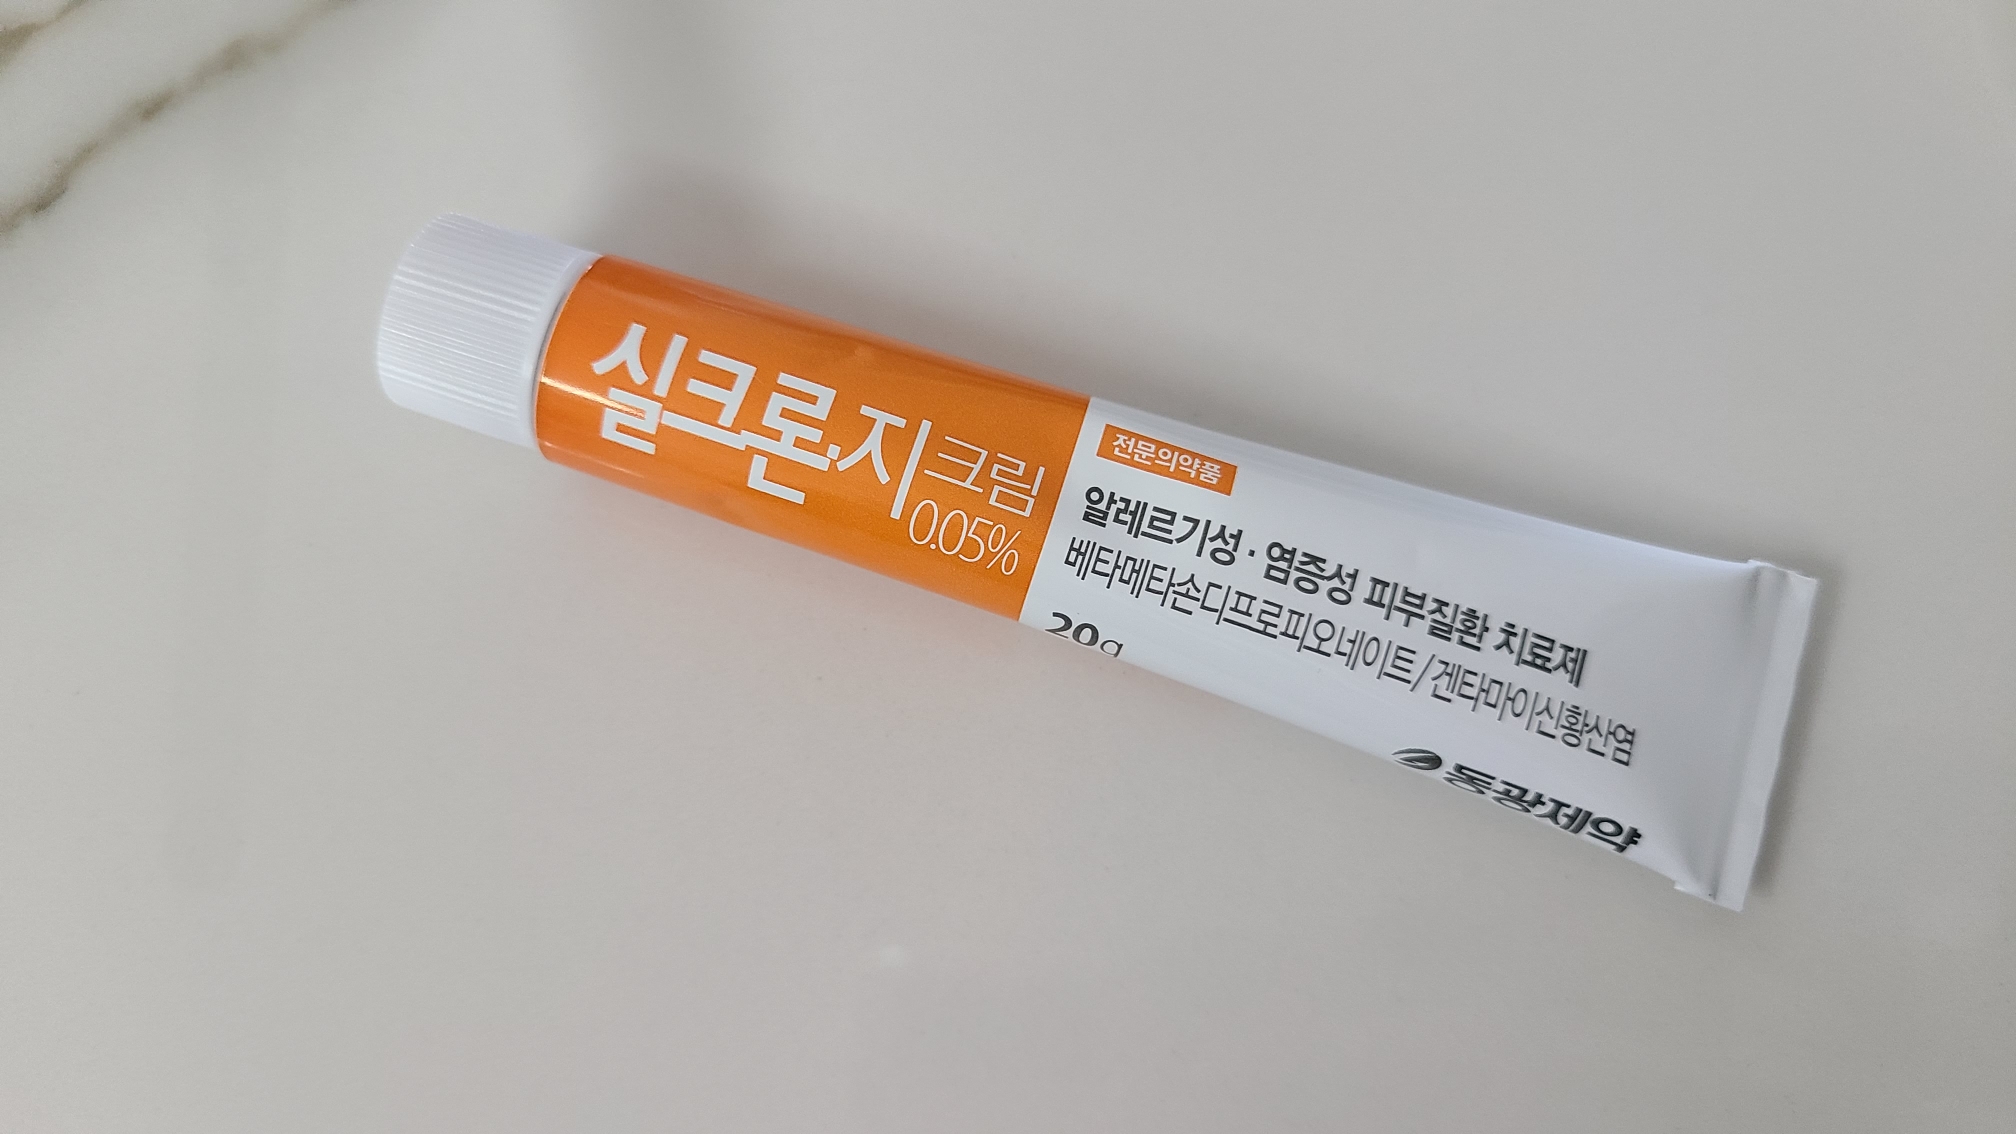 실크론·지 크림
0.05%
전문의약품
알레르기성·염증성 피부질환 치료제
베타메타손디프로피오네이트/겐타마이신황산염
20g
동광제약